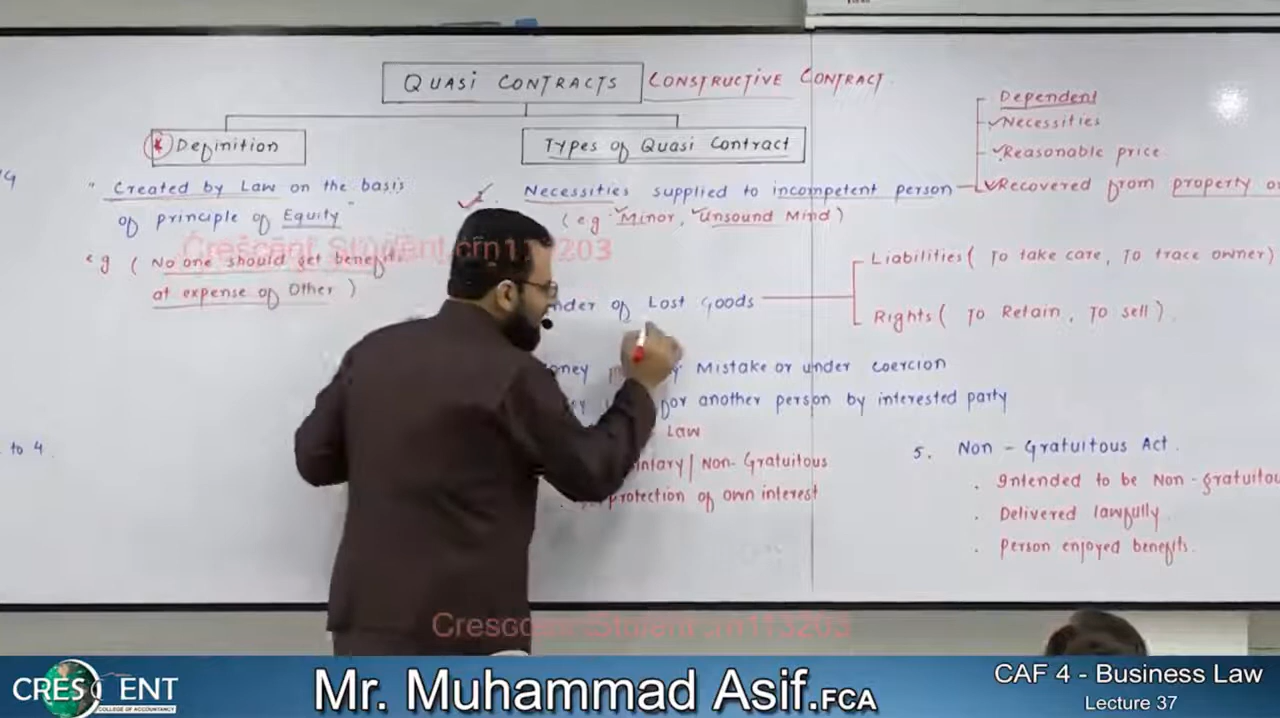 QUASI CONTRACTS CONSTRUCTIVE CONTRACT
Definition
" Created by Law on the basis
of principle of Equity "
eg ( No one should get benefit
at expense of Other )
to 4
Types of Quasi Contract
Necessities supplied to incompetent person
( eg Minor, Unsound Mind )
Dependent
Necessities
Reasonable price
Recovered from property
of Lost Goods
Liabilities ( To take care, To trace owner )
Rights ( To Retain, To sell ).
Mistake or under coercion
for another person by interested party
Law
/ Non-Gratuitous
protection of own interest
5. Non - Gratuitous Act.
. Intended to be Non-gratuitou
. Delivered lawfully
. Person enjoyed benefits.
Crescent Student crn113203
Crescent Student crn113203
CRESCENT
COLLEGE OF ACCOUNTANCY
Mr. Muhammad Asif.FCA
CAF 4 - Business Law
Lecture 37